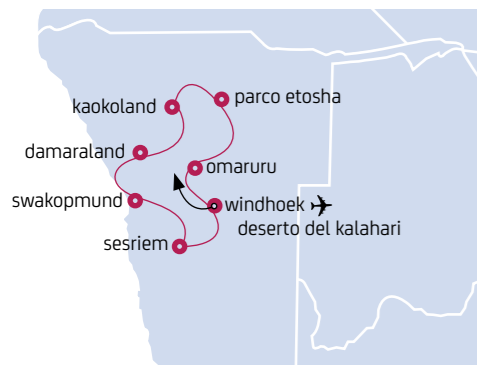 parco etosha
kaokoland
damaraland
omaruru
swakopmund
windhoek
deserto del kalahari
sesriem